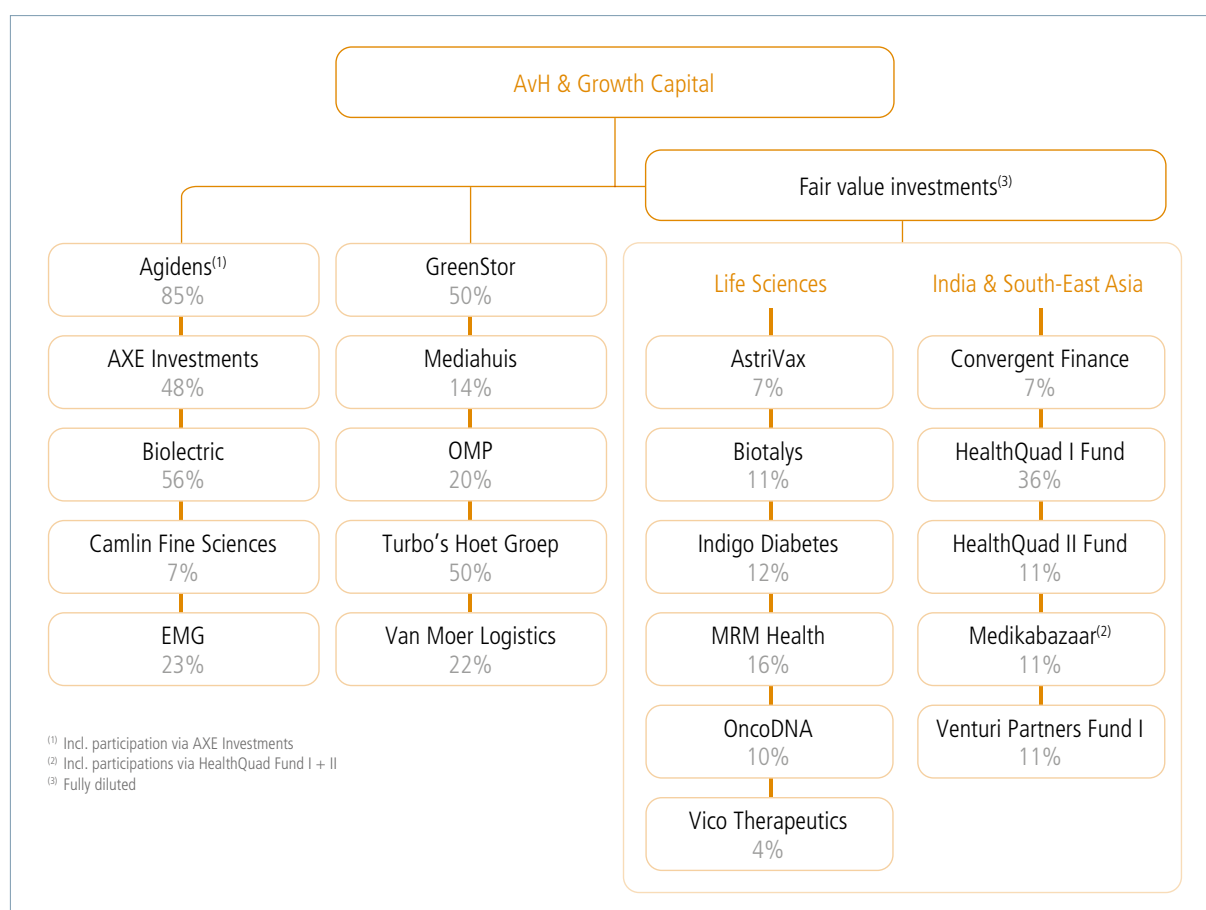 AvH & Growth Capital
Fair value investments(3)
Agidens(1)
85%
AXE Investments
48%
Biolectric
56%
Camlin Fine Sciences
7%
EMG
23%
GreenStor
50%
Mediahuis
14%
OMP
20%
Turbo's Hoet Groep
50%
Van Moer Logistics
22%
Life Sciences
AstriVax
7%
Biotalys
11%
Indigo Diabetes
12%
MRM Health
16%
OncoDNA
10%
Vico Therapeutics
4%
India & South-East Asia
Convergent Finance
7%
HealthQuad I Fund
36%
HealthQuad II Fund
11%
Medikabazaar(2)
11%
Venturi Partners Fund I
11%
(1) Incl. participation via AXE Investments
(2) Incl. participations via HealthQuad Fund I + II
(3) Fully diluted